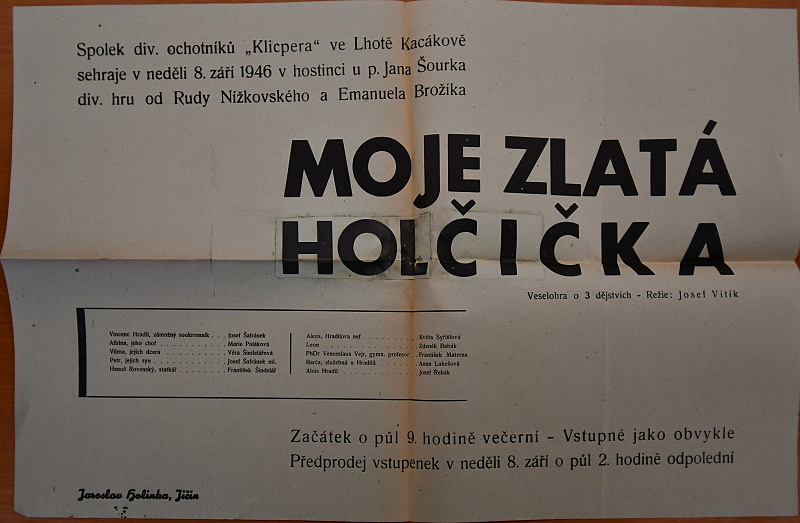 Spolek div. ochotníků „Klicpera“ ve Lhotě Kacákově
sehraje v neděli 8. září 1946 v hostinci u p. Jana Šourka
div. hru od Rudy Nížkovského a Emanuela Brožíka
MOJE ZLATÁ
HOLČIČKA
Veselohra o 3 dějstvích - Režie: Josef Vitík
Vincenc Hradil, zámožný soukromník . . . Josef Šafránek
Albína, jeho choť . . . . . . . . . . . Marie Poláková
Vilma, jejich dcera . . . . . . . . . . Věra Šindelářová
Petr, jejich syn . . . . . . . . . . . Josef Šafránek ml.
Hanuš Rovenský, statkář . . . . . . . . František Šindelář
Alena, Hradilova neť . . . . . . . . . Květa Syřišťová
Leon . . . . . . . . . . . . . . . . Zdeněk Babák
PhDr Venceslaus Vejr, gymn. profesor . . František Materna
Barča, služebná u Hradilů . . . . . . . Anna Lukešová
Alois Hradil . . . . . . . . . . . . . Josef Řehák
Začátek o půl 9. hodině večerní - Vstupné jako obvykle
Předprodej vstupenek v neděli 8. září o půl 2. hodině odpolední
Jaroslav Holinka, Jičín